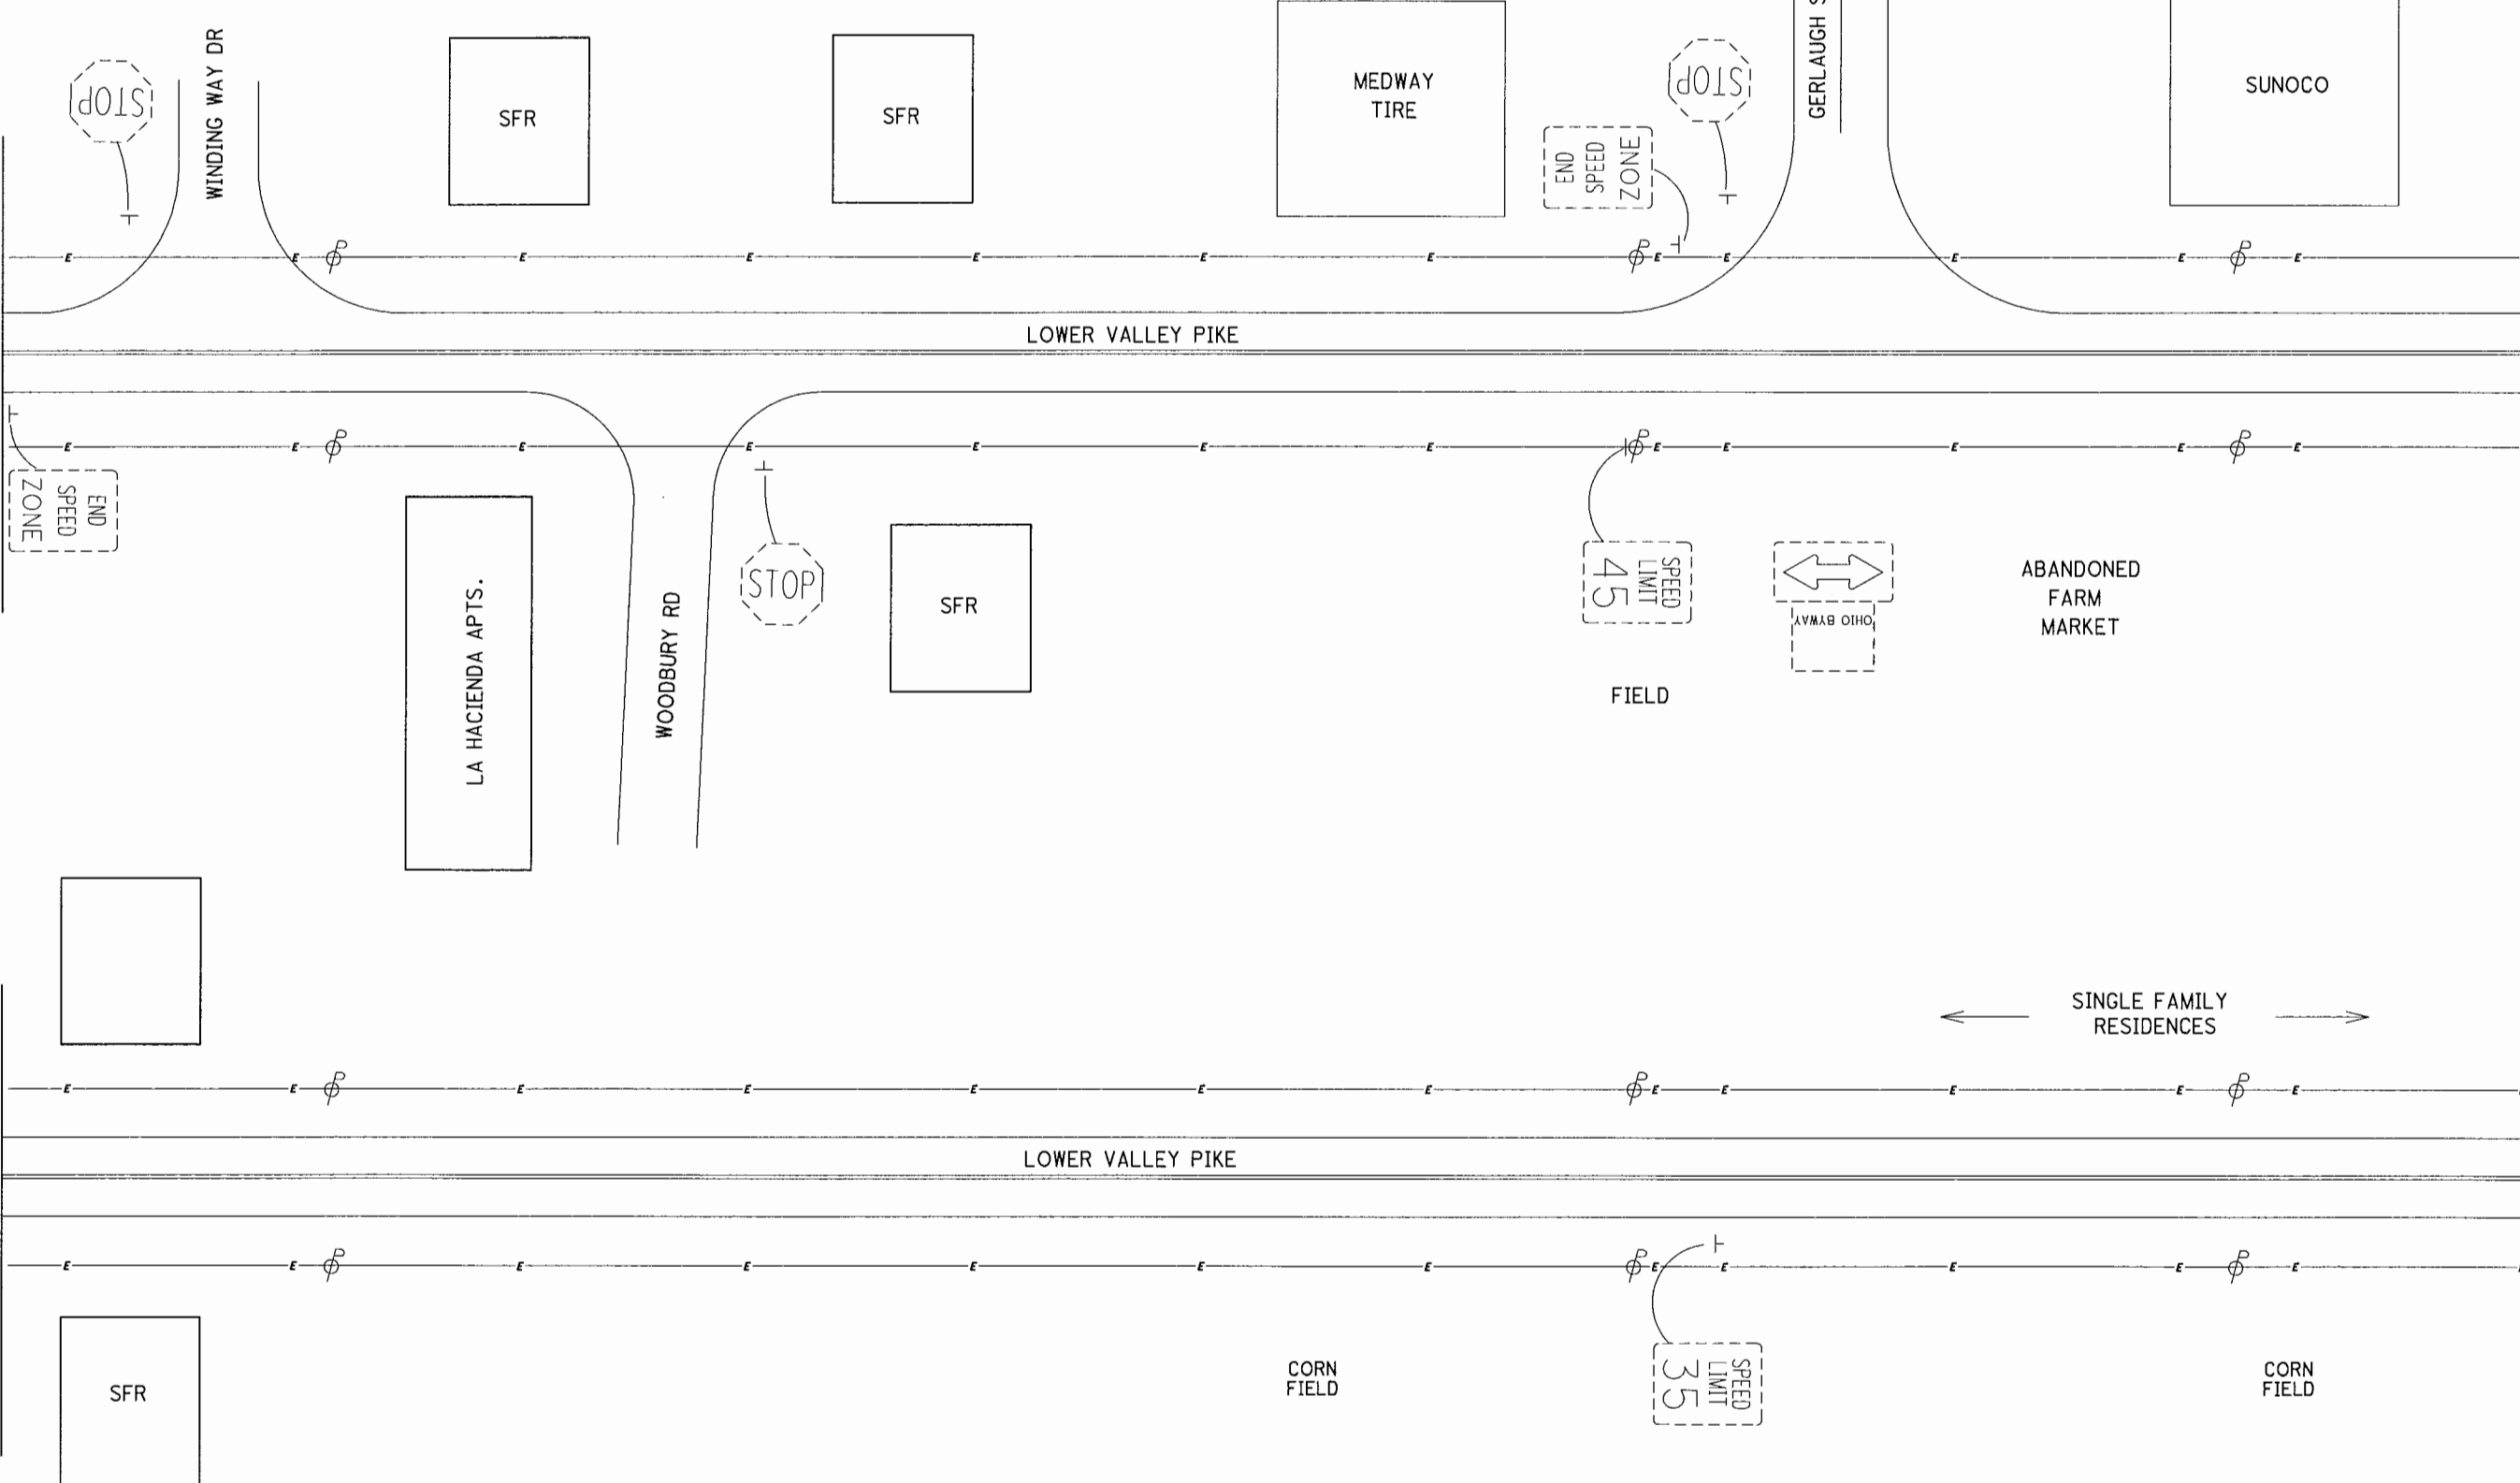 WINDING WAY DR
STOP
SFR
SFR
MEDWAY
TIRE
END
SPEED
ZONE
STOP
GERLAUGH
SUNOCO
E E P E E E E E P E E E E P E
LOWER VALLEY PIKE
E E P E E E E E P E E E E P E
END
SPEED
ZONE
LA HACIENDA APTS.
WOODBURY RD
STOP
SFR
SPEED
LIMIT
45
OHIO BYWAY
ABANDONED
FARM
MARKET
FIELD
SINGLE FAMILY
RESIDENCES
E E P E E E E E P E E E E P E
LOWER VALLEY PIKE
E E P E E E E E P E E E E P E
SFR
CORN
FIELD
SPEED
LIMIT
35
CORN
FIELD